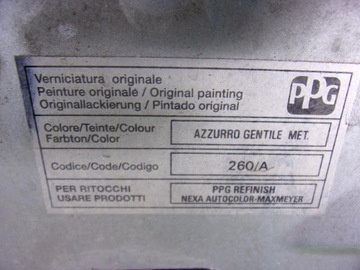 Verniciatura originale
Peinture originale / Original painting
Originallackierung / Pintado original
PPG
Colore/Teinte/Colour
Farbton/Color
AZZURRO GENTILE MET.
Codice/Code/Codigo
260/A
PER RITOCCHI
USARE PRODOTTI
PPG REFINISH
NEXA AUTOCOLOR-MAXMEYER